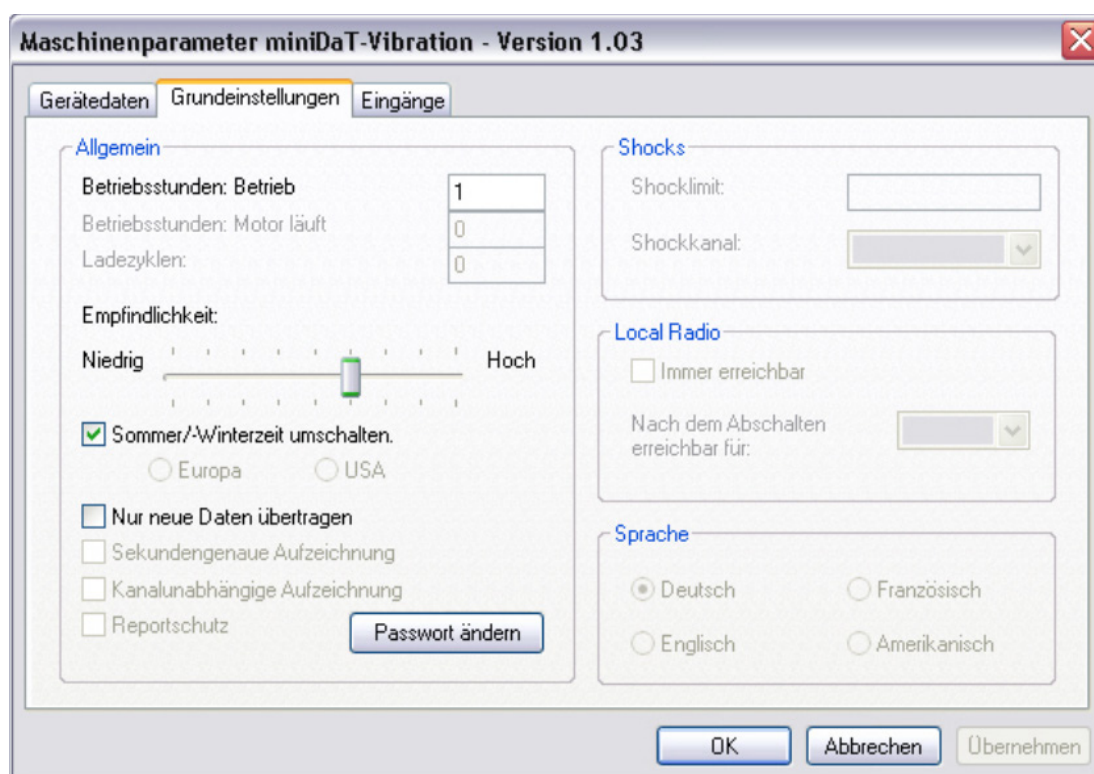 Maschinenparameter miniDaT-Vibration - Version 1.03
Gerätedaten Grundeinstellungen Eingänge
Allgemein
Betriebsstunden: Betrieb 1
Betriebsstunden: Motor läuft 0
Ladezyklen: 0
Empfindlichkeit:
Niedrig Hoch
Sommer/-Winterzeit umschalten.
Europa USA
Nur neue Daten übertragen
Sekundengenaue Aufzeichnung
Kanalunabhängige Aufzeichnung
Reportschutz Passwort ändern
Shocks
Shocklimit:
Shockkanal:
Local Radio
Immer erreichbar
Nach dem Abschalten
erreichbar für:
Sprache
Deutsch Französisch
Englisch Amerikanisch
OK Abbrechen Übernehmen